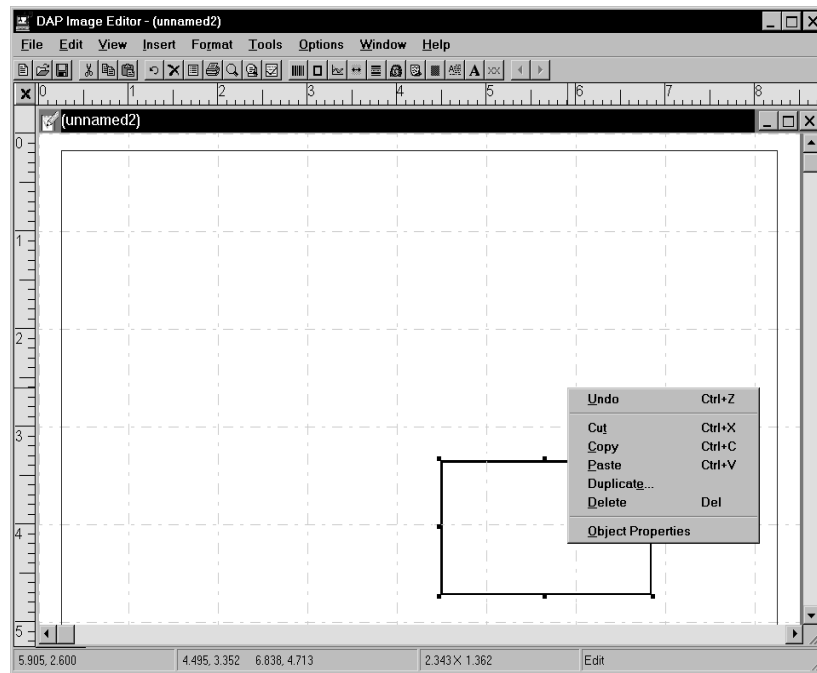 DAP Image Editor - (unnamed2)
File Edit View Insert Format Tools Options Window Help
A
0 1 2 3 4 5 6 7 8
(unnamed2)
0
1
2
3
4
5
Undo Ctrl+Z
Cut Ctrl+X
Copy Ctrl+C
Paste Ctrl+V
Duplicate...
Delete Del
Object Properties
5.905, 2.600 4.495, 3.352 6.838, 4.713 2.343 × 1.362 Edit